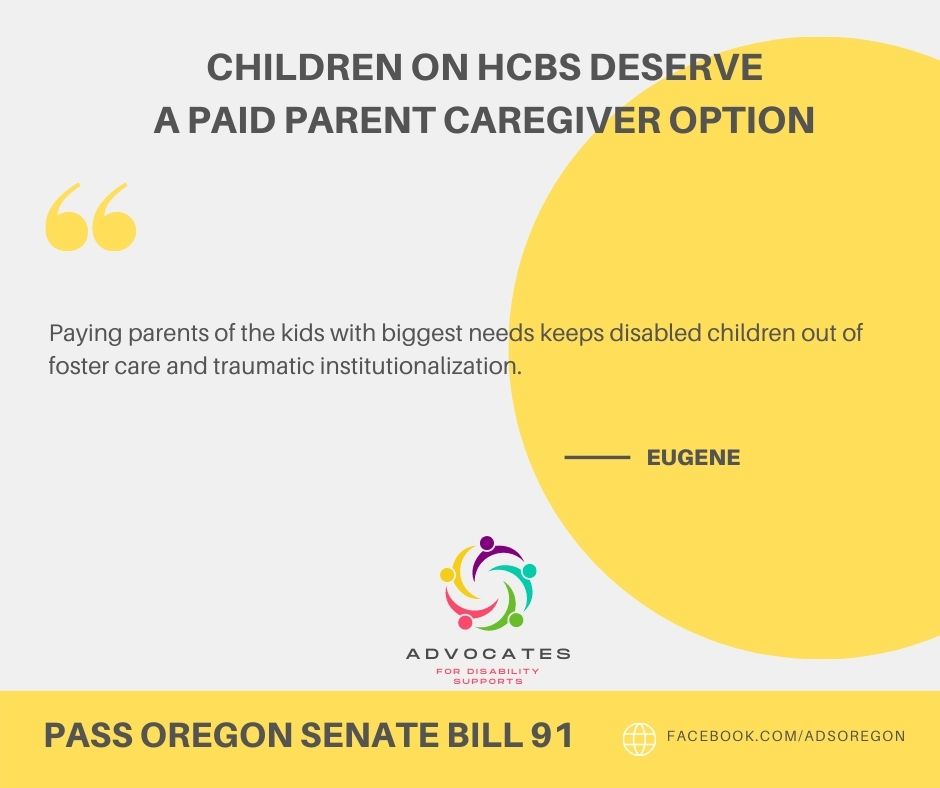 CHILDREN ON HCBS DESERVE
A PAID PARENT CAREGIVER OPTION
“
Paying parents of the kids with biggest needs keeps disabled children out of
foster care and traumatic institutionalization.
— EUGENE
ADVOCATES
FOR DISABILITY
SUPPORTS
PASS OREGON SENATE BILL 91
FACEBOOK.COM/ADSOREGON